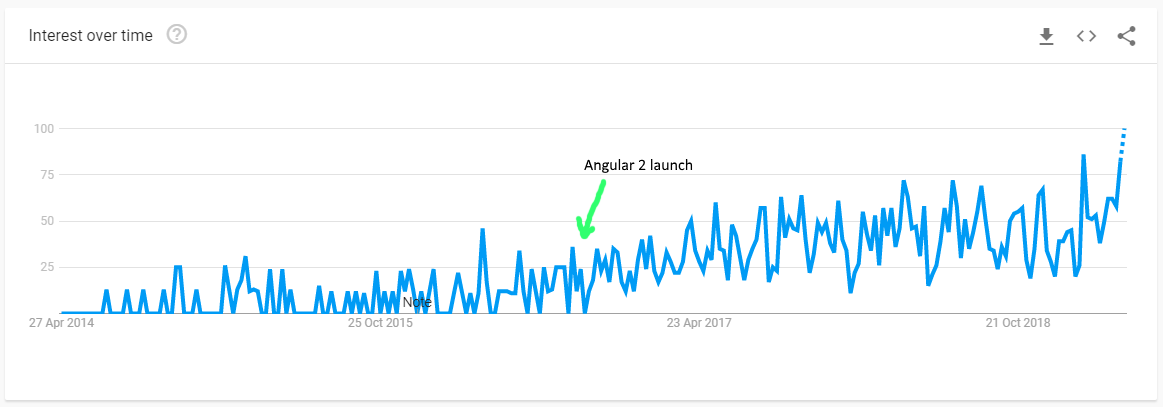 Interest over time ?
Angular 2 launch
100
75
50
25
Note
27 Apr 2014
25 Oct 2015
23 Apr 2017
21 Oct 2018